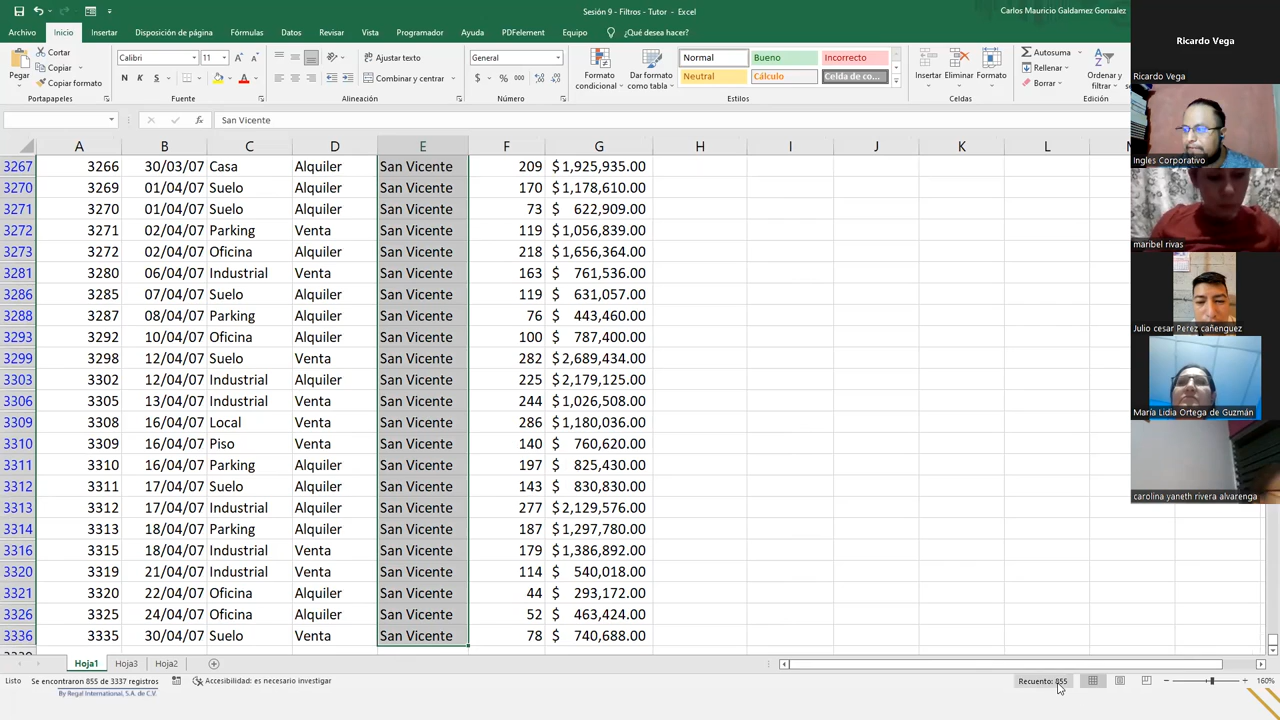 Sesión 9 - Filtros - Tutor - Excel
Carlos Mauricio Galdamez Gonzalez
Archivo Inicio Insertar Disposición de página Fórmulas Datos Revisar Vista Programador Ayuda PDFelement Equipo ¿Qué desea hacer?
Pegar
Cortar
Copiar
Copiar formato
Portapapeles
Calibri 11
N K S
Fuente
Ajustar texto
Combinar y centrar
Alineación
General
$ % 000
Número
Formato condicional
Dar formato como tabla
Normal Bueno Incorrecto
Neutral Cálculo Celda de co...
Estilos
Insertar Eliminar Formato
Celdas
Autosuma
Rellenar
Borrar
Ordenar y filtrar
Edición
San Vicente
A B C D E F G H I J K L M
3267 3266 30/03/07 Casa Alquiler San Vicente 209 $ 1,925,935.00
3270 3269 01/04/07 Suelo Alquiler San Vicente 170 $ 1,178,610.00
3271 3270 01/04/07 Suelo Alquiler San Vicente 73 $ 622,909.00
3272 3271 02/04/07 Parking Venta San Vicente 119 $ 1,056,839.00
3273 3272 02/04/07 Oficina Alquiler San Vicente 218 $ 1,656,364.00
3281 3280 06/04/07 Industrial Venta San Vicente 163 $ 761,536.00
3286 3285 07/04/07 Suelo Alquiler San Vicente 119 $ 631,057.00
3288 3287 08/04/07 Parking Alquiler San Vicente 76 $ 443,460.00
3293 3292 10/04/07 Oficina Alquiler San Vicente 100 $ 787,400.00
3299 3298 12/04/07 Suelo Venta San Vicente 282 $ 2,689,434.00
3303 3302 12/04/07 Industrial Alquiler San Vicente 225 $ 2,179,125.00
3306 3305 13/04/07 Industrial Venta San Vicente 244 $ 1,026,508.00
3309 3308 16/04/07 Local Venta San Vicente 286 $ 1,180,036.00
3310 3309 16/04/07 Piso Venta San Vicente 140 $ 760,620.00
3311 3310 16/04/07 Parking Alquiler San Vicente 197 $ 825,430.00
3312 3311 17/04/07 Suelo Alquiler San Vicente 143 $ 830,830.00
3313 3312 17/04/07 Industrial Alquiler San Vicente 277 $ 2,129,576.00
3314 3313 18/04/07 Parking Alquiler San Vicente 187 $ 1,297,780.00
3316 3315 18/04/07 Industrial Venta San Vicente 179 $ 1,386,892.00
3320 3319 21/04/07 Industrial Venta San Vicente 114 $ 540,018.00
3321 3320 22/04/07 Oficina Alquiler San Vicente 44 $ 293,172.00
3326 3325 24/04/07 Oficina Alquiler San Vicente 52 $ 463,424.00
3336 3335 30/04/07 Suelo Venta San Vicente 78 $ 740,688.00
Hoja1 Hoja3 Hoja2
Listo Se encontraron 855 de 3337 registros Accesibilidad: es necesario investigar Recuento: 855 160%
By Regal International, S.A. de C.V.
Ricardo Vega
Ricardo Vega
Ingles Corporativo
maribel rivas
Julio cesar Perez cañenguez
María Lidia Ortega de Guzmán
carolina yaneth rivera alvarenga